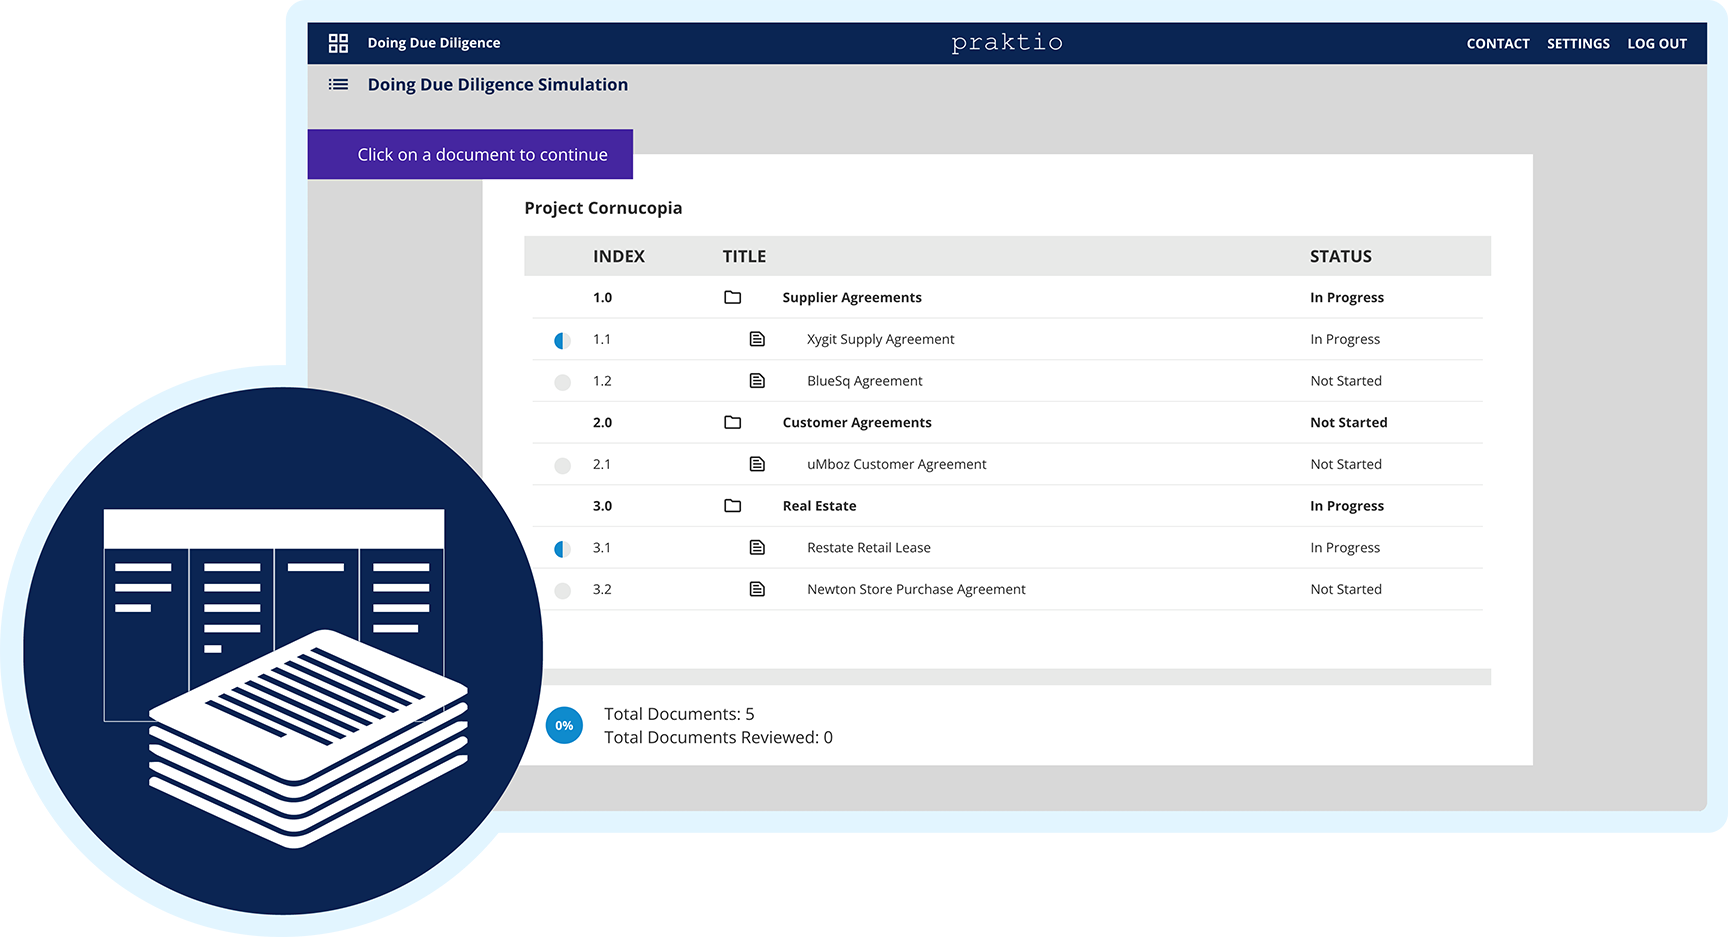 Doing Due Diligence praktio CONTACT SETTINGS LOG OUT
Doing Due Diligence Simulation
Click on a document to continue
Project Cornucopia
INDEX TITLE STATUS
1.0 Supplier Agreements In Progress
1.1 Xygit Supply Agreement In Progress
1.2 BlueSq Agreement Not Started
2.0 Customer Agreements Not Started
2.1 uMboz Customer Agreement Not Started
3.0 Real Estate In Progress
3.1 Restate Retail Lease In Progress
3.2 Newton Store Purchase Agreement Not Started
0%
Total Documents: 5
Total Documents Reviewed: 0